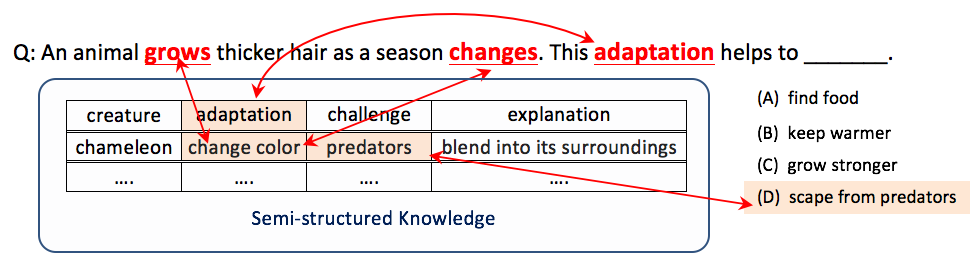 Q: An animal grows thicker hair as a season changes. This adaptation helps to _______.
creature adaptation challenge explanation
chameleon change color predators blend into its surroundings
.... .... .... ....
Semi-structured Knowledge
(A) find food
(B) keep warmer
(C) grow stronger
(D) scape from predators